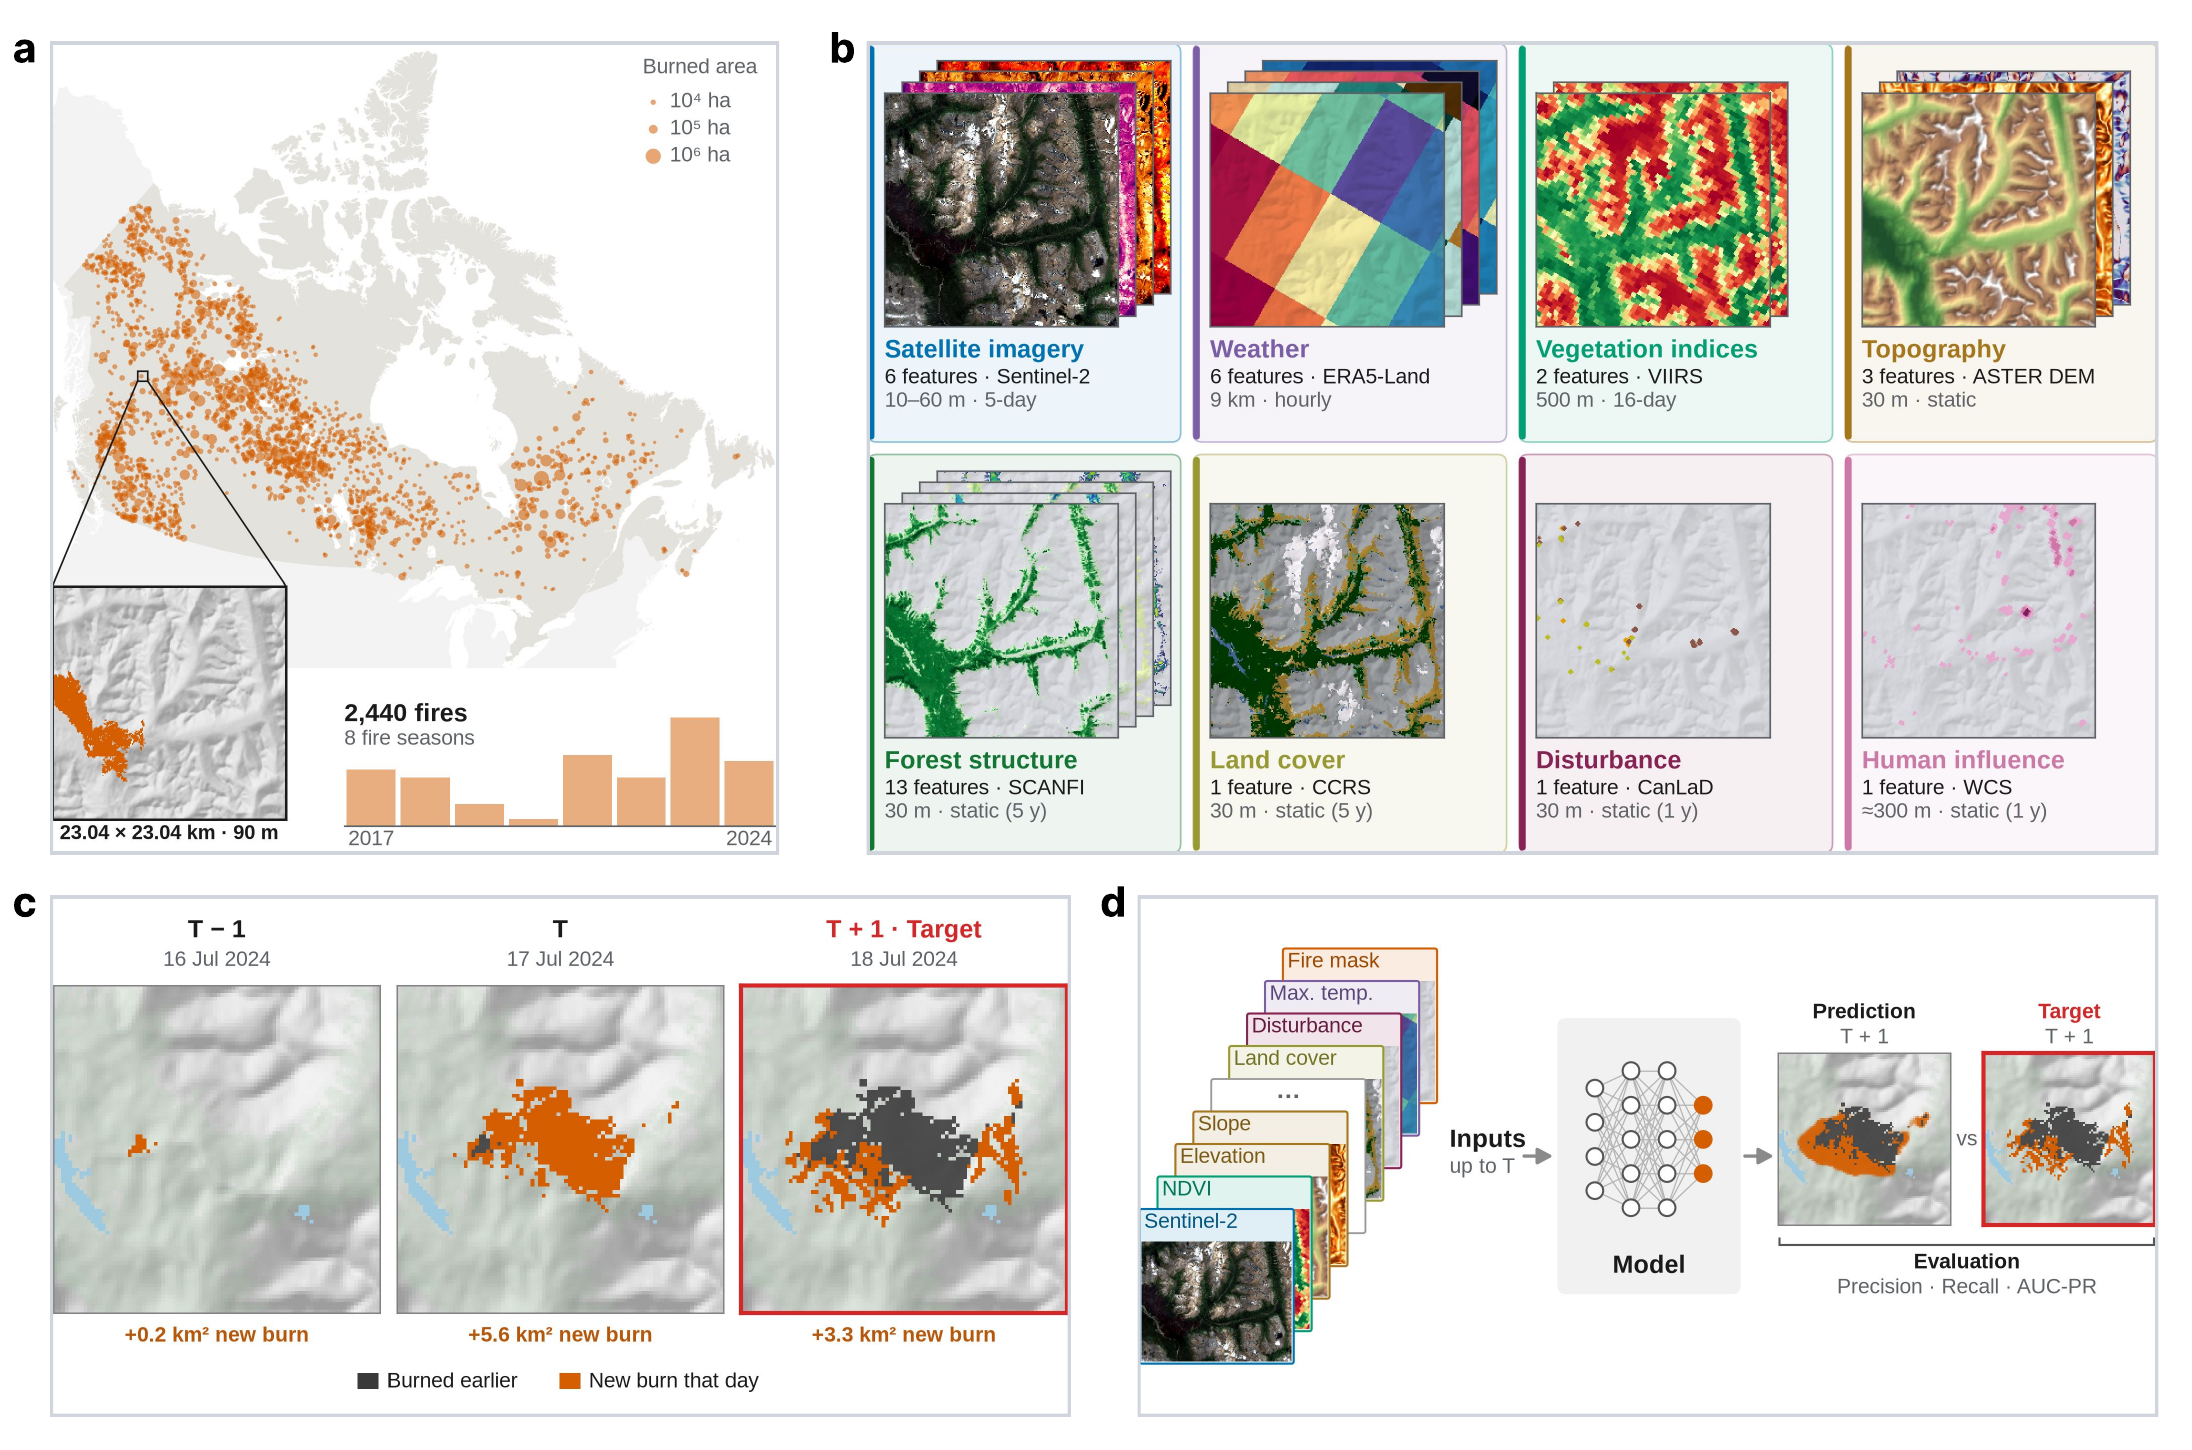 a
Burned area
10⁴ ha
10⁵ ha
10⁶ ha
23.04 × 23.04 km · 90 m
2,440 fires
8 fire seasons
2017
2024
b
Satellite imagery
6 features · Sentinel-2
10–60 m · 5-day
Weather
6 features · ERA5-Land
9 km · hourly
Vegetation indices
2 features · VIIRS
500 m · 16-day
Topography
3 features · ASTER DEM
30 m · static
Forest structure
13 features · SCANFI
30 m · static (5 y)
Land cover
1 feature · CCRS
30 m · static (5 y)
Disturbance
1 feature · CanLaD
30 m · static (1 y)
Human influence
1 feature · WCS
≈300 m · static (1 y)
c
T − 1
16 Jul 2024
T
17 Jul 2024
T + 1 · Target
18 Jul 2024
+0.2 km² new burn
+5.6 km² new burn
+3.3 km² new burn
Burned earlier
New burn that day
d
Fire mask
Max. temp.
Disturbance
Land cover
...
Slope
Elevation
NDVI
Sentinel-2
Inputs
up to T
Model
Prediction
T + 1
vs
Target
T + 1
Evaluation
Precision · Recall · AUC-PR